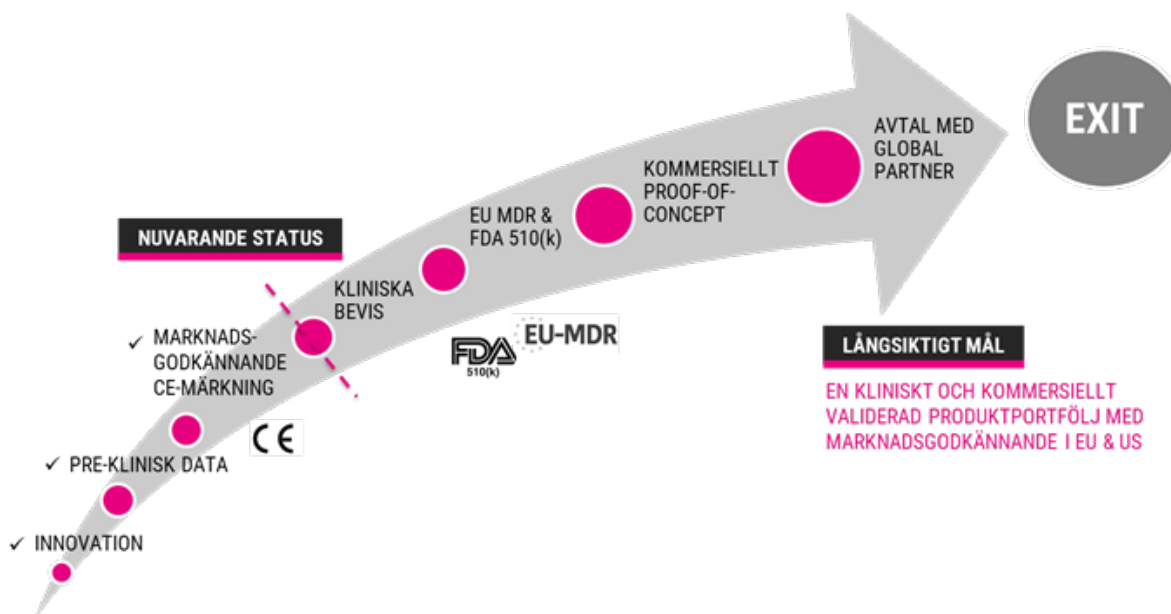 EXIT
AVTAL MED
GLOBAL
PARTNER
KOMMERSIELLT
PROOF-OF-
CONCEPT
EU MDR &
FDA 510(k)
NUVARANDE STATUS
KLINISKA
BEVIS
✓ MARKNADS-
GODKÄNNANDE
CE-MÄRKNING
FDA
510(k)
EU-MDR
CE
LÅNGSIKTIGT MÅL
EN KLINISKT OCH KOMMERSIELLT
VALIDERAD PRODUKTPORTFÖLJ MED
MARKNADSGODKÄNNANDE I EU & US
✓ PRE-KLINISK DATA
✓ INNOVATION